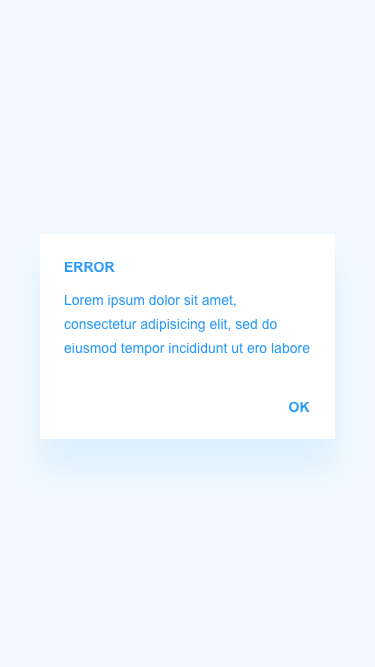 ERROR
Lorem ipsum dolor sit amet,
consectetur adipisicing elit, sed do
eiusmod tempor incididunt ut ero labore
OK